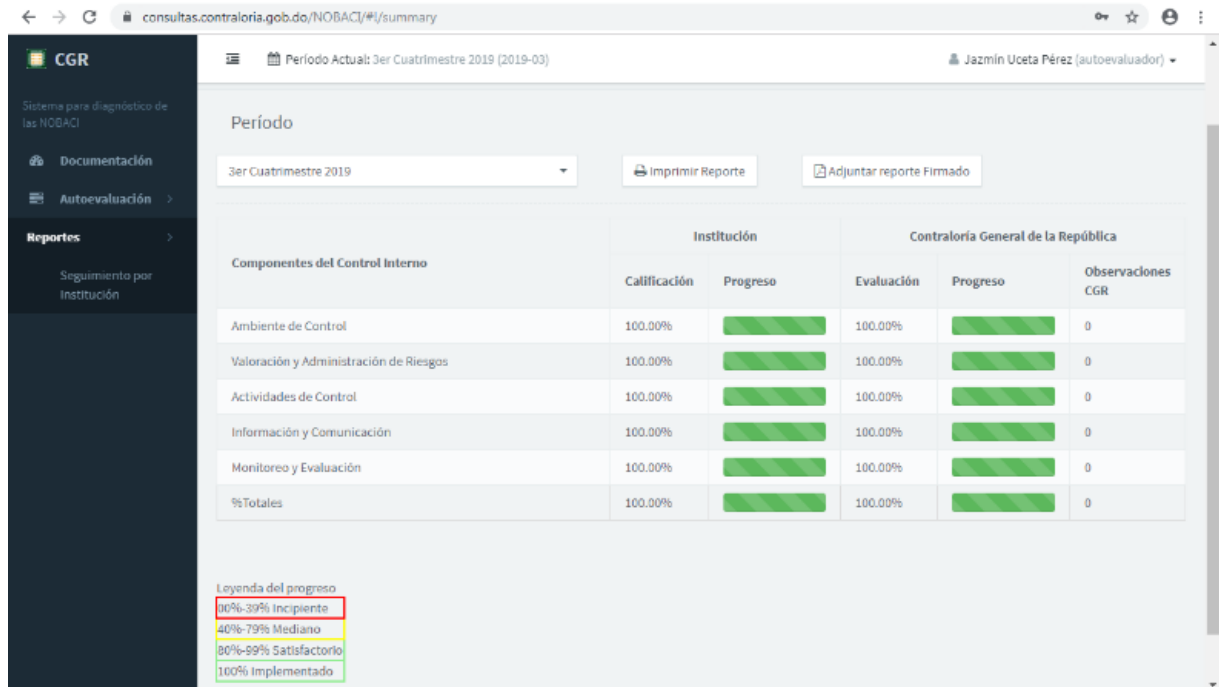 consultas.contraloria.gob.do/NOBACI/#!/summary
CGR
Período Actual: 3er Cuatrimestre 2019 (2019-03)
Jazmín Uceta Pérez (autoevaluador)
Sistema para diagnóstico de
las NOBACI
Documentación
Autoevaluación
Reportes
Seguimiento por
Institución
Período
3er Cuatrimestre 2019
Imprimir Reporte
Adjuntar reporte Firmado
Componentes del Control Interno
Institución
Contraloría General de la República
Calificación Progreso Evaluación Progreso Observaciones
CGR
Ambiente de Control 100.00% 100.00% 0
Valoración y Administración de Riesgos 100.00% 100.00% 0
Actividades de Control 100.00% 100.00% 0
Información y Comunicación 100.00% 100.00% 0
Monitoreo y Evaluación 100.00% 100.00% 0
%Totales 100.00% 100.00% 0
Leyenda del progreso
00%-39% Incipiente
40%-79% Mediano
80%-99% Satisfactorio
100% Implementado